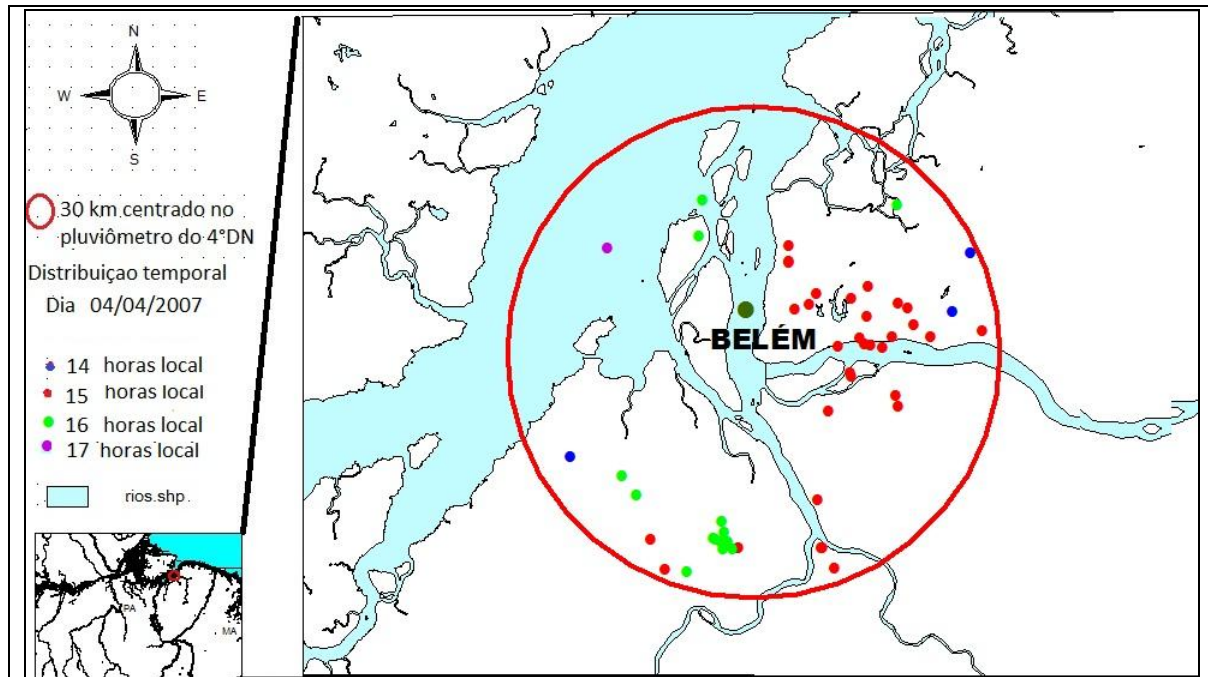 N
W E
S
30 km centrado no
pluviômetro do 4°DN
Distribuiçao temporal
Dia 04/04/2007
14 horas local
15 horas local
16 horas local
17 horas local
rios.shp
PA
MA
BELÉM